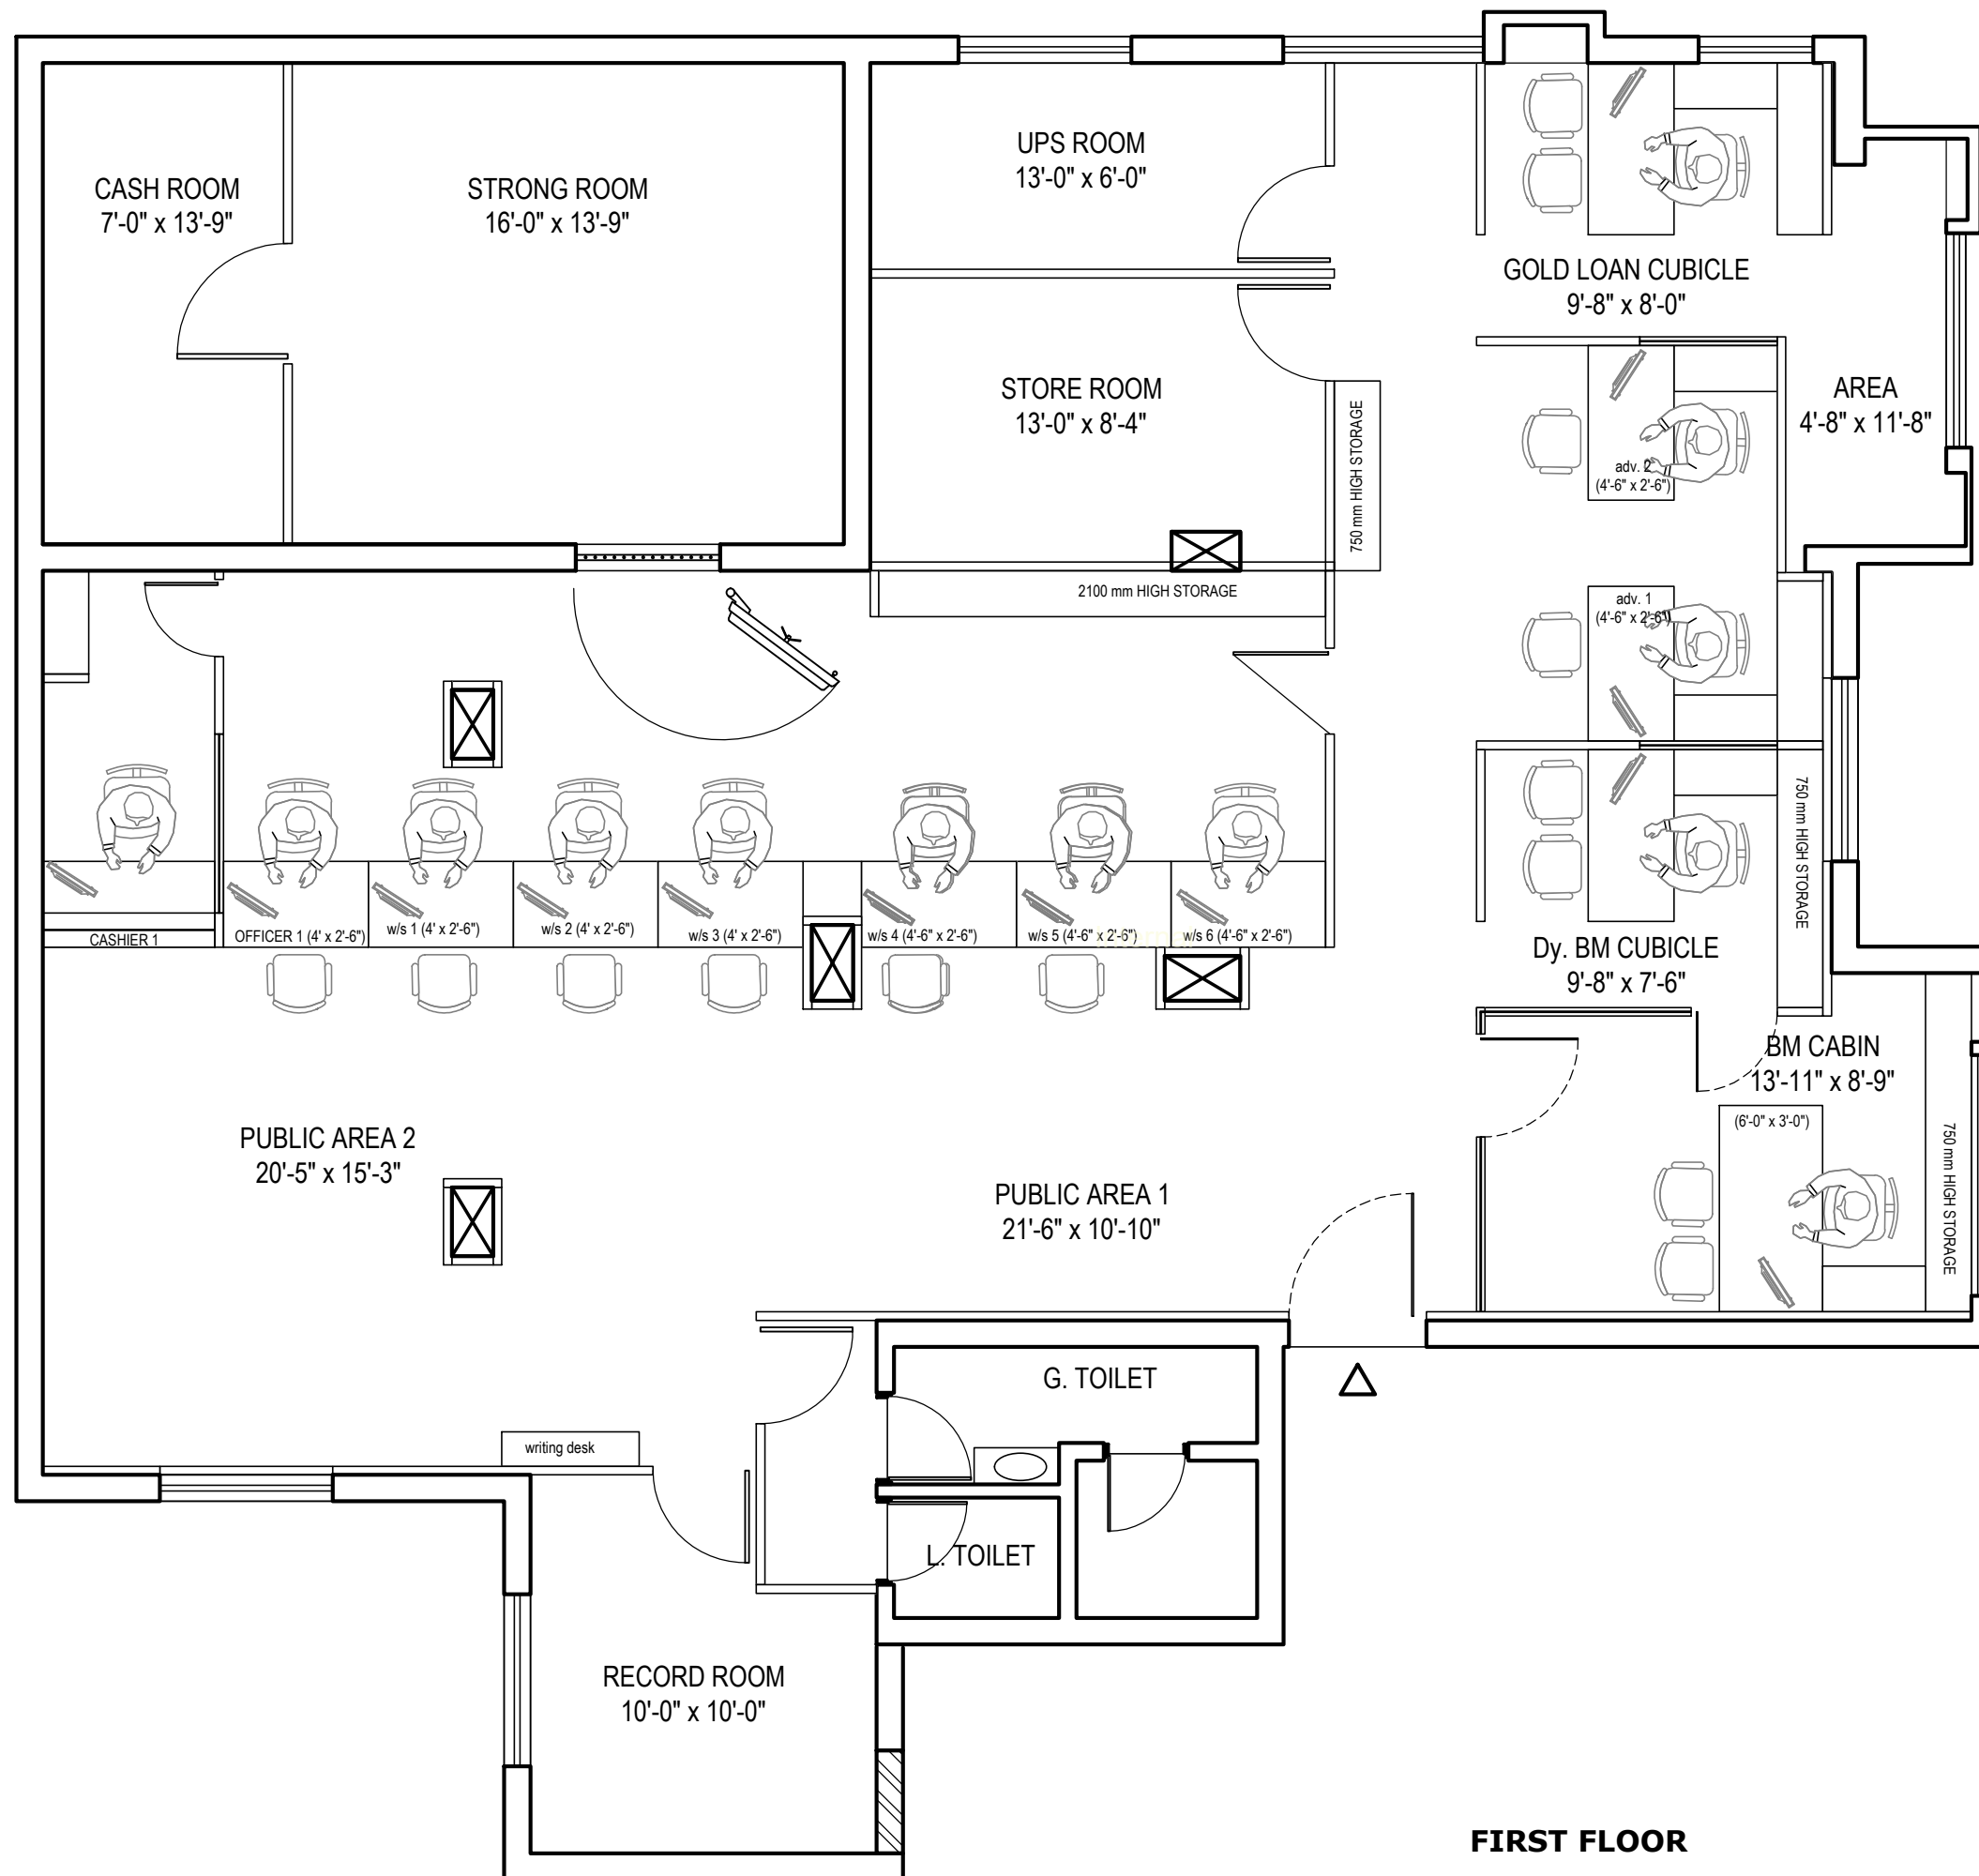 UPS ROOM
13'-0" x 6'-0"
CASH ROOM
7'-0" x 13'-9"
STRONG ROOM
16'-0" x 13'-9"
GOLD LOAN CUBICLE
9'-8" x 8'-0"
STORE ROOM
13'-0" x 8'-4"
AREA
4'-8" x 11'-8"
750 mm HIGH STORAGE
adv. 2
(4'-6" x 2'-6")
2100 mm HIGH STORAGE
adv. 1
(4'-6" x 2'-6")
750 mm HIGH STORAGE
CASHIER 1
OFFICER 1 (4' x 2'-6")
w/s 1 (4' x 2'-6")
w/s 2 (4' x 2'-6")
w/s 3 (4' x 2'-6")
w/s 4 (4'-6" x 2'-6")
w/s 5 (4'-6" x 2'-6")
w/s 6 (4'-6" x 2'-6")
Dy. BM CUBICLE
9'-8" x 7'-6"
BM CABIN
13'-11" x 8'-9"
(6'-0" x 3'-0")
750 mm HIGH STORAGE
PUBLIC AREA 2
20'-5" x 15'-3"
PUBLIC AREA 1
21'-6" x 10'-10"
G. TOILET
writing desk
L. TOILET
RECORD ROOM
10'-0" x 10'-0"
FIRST FLOOR